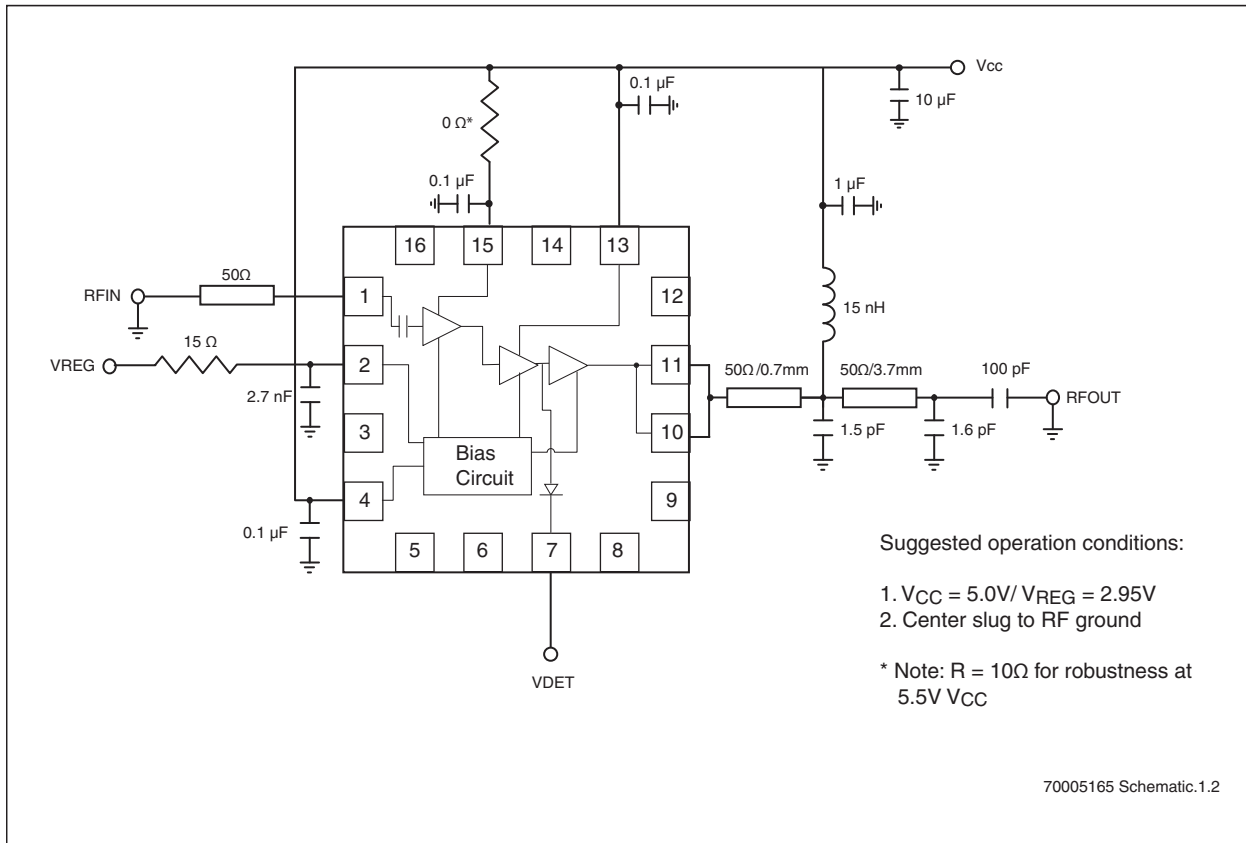 Vcc
0.1 µF
10 µF
0 Ω*
0.1 µF
1 µF
16
15
14
13
50Ω
RFIN
1
12
15 nH
15 Ω
VREG
2
11
50Ω/0.7mm
50Ω/3.7mm
100 pF
RFOUT
2.7 nF
3
10
1.5 pF
1.6 pF
Bias
Circuit
4
9
0.1 µF
5
6
7
8
VDET
Suggested operation conditions:
1. VCC = 5.0V/ VREG = 2.95V
2. Center slug to RF ground
* Note: R = 10Ω for robustness at
5.5V VCC
70005165 Schematic.1.2